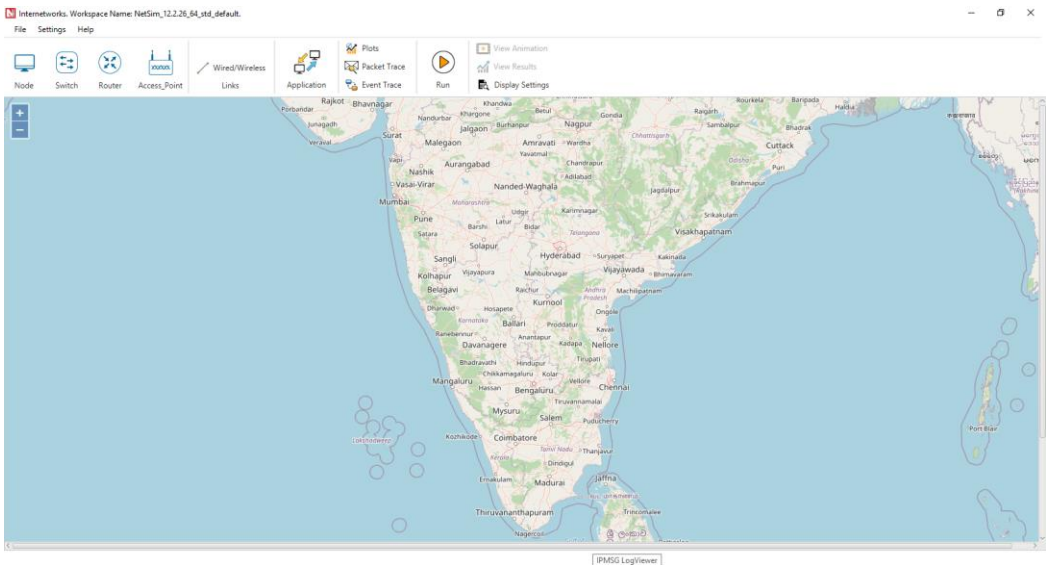 Internetworks. Workspace Name: NetSim_12.2.26_64_std_default.
File Settings Help
Node
Switch
Router
Access_Point
Wired/Wireless
Links
Application
Plots
Packet Trace
Event Trace
Run
View Animation
View Results
Display Settings
+
−
Porbandar Rajkot Bhavnagar Khandwa Betul Gondia Raigarh Rourkela Baripada Haldia
Nandurbar Khargone
Junagadh Jalgaon Burhanpur Nagpur Sambalpur Bhadrak
Veraval Surat Malegaon Amravati Wardha Chhattisgarh Cuttack
Vapi Nashik Aurangabad Yavatmal Chandrapur Odisha Puri
Vasai-Virar Nanded-Waghala Adilabad Jagdalpur Brahmapur
Mumbai Maharashtra
Pune Udgir Karimnagar Srikakulam
Satara Barshi Latur Bidar Telangana Visakhapatnam
Solapur
Sangli Hyderabad Suryapet Kakinada
Kolhapur Vijayapura Mahbubnagar Vijayawada Bhimavaram
Belagavi Raichur Andhra Pradesh Machilipatnam
Dharwad Hosapete Kurnool Ongole
Karnataka Ballari Proddatur Kavali
Ranebennur Anantapur
Davanagere Kadapa Nellore
Bhadravathi Hindupur Tirupati
Chikkamagaluru Kolar
Mangaluru Hassan Bengaluru Vellore Chennai
Tiruvannamalai
Mysuru Salem Puducherry
Lakshadweep Kozhikode Coimbatore Port Blair
Kerala Tamil Nadu Thanjavur
Dindigul
Ernakulam Madurai Jaffna
Thiruvananthapuram Trincomalee
Nagercoil
IPMSG LogViewer